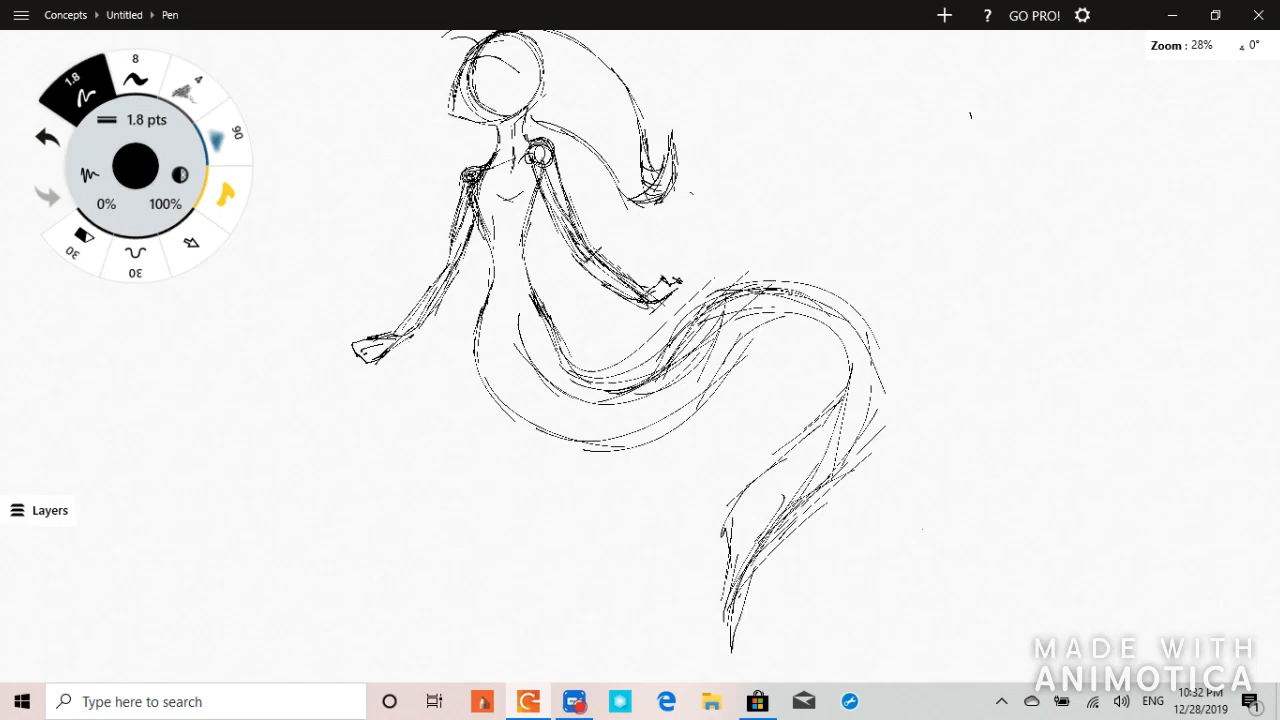 Concepts > Untitled > Pen
? GO PRO!
Zoom : 28% 0°
1.8
8
4
90
1.8 pts
0% 100%
30
30
Layers
MADE WITH
ANIMOTICA
Type here to search
ENG
10:32 PM
12/28/2019
1